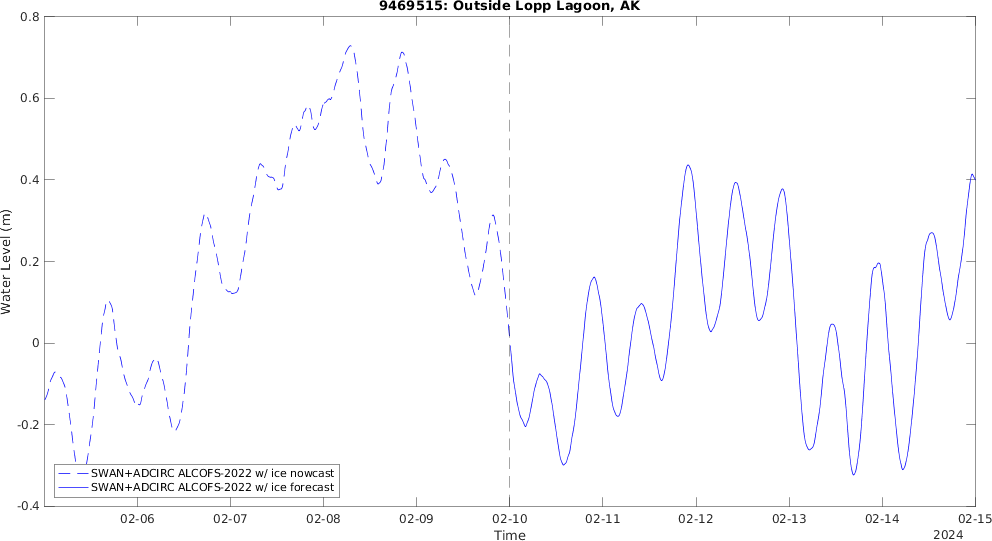 9469515: Outside Lopp Lagoon, AK
0.8
0.6
0.4
0.2
0
-0.2
-0.4
Water Level (m)
SWAN+ADCIRC ALCOFS-2022 w/ ice nowcast
SWAN+ADCIRC ALCOFS-2022 w/ ice forecast
02-06 02-07 02-08 02-09 02-10 02-11 02-12 02-13 02-14 02-15
Time
2024